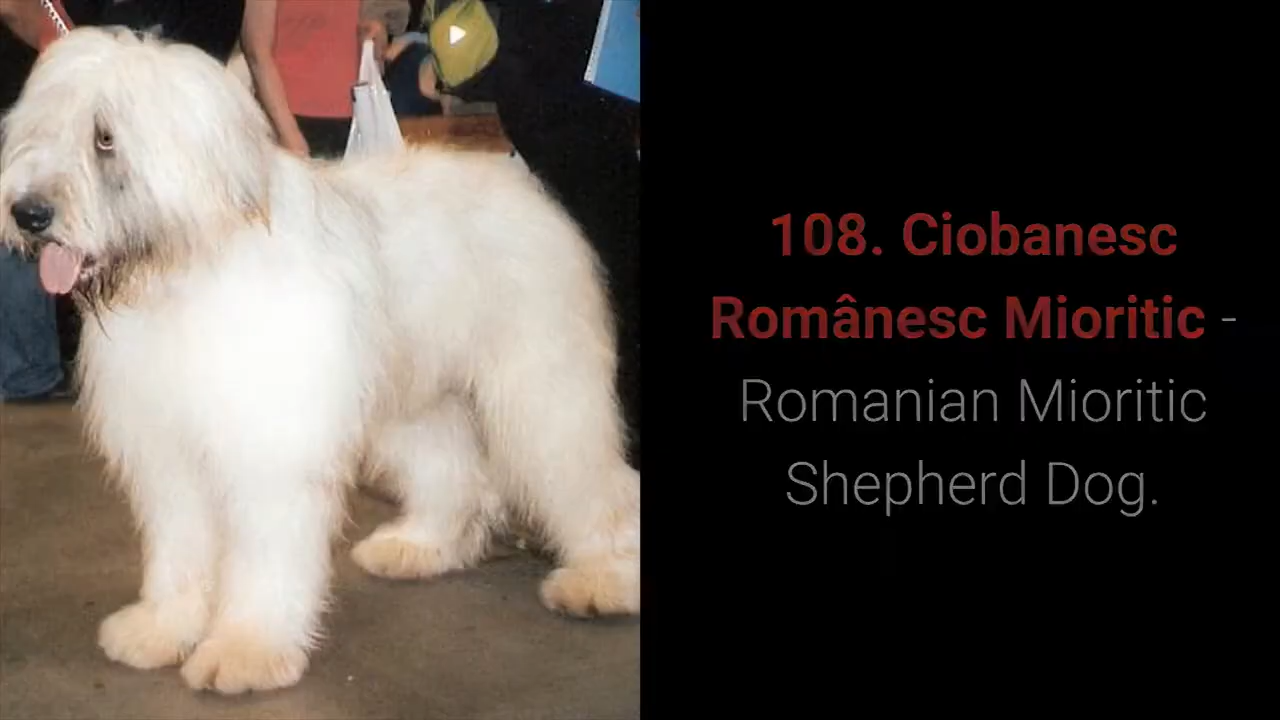 108. Ciobanesc
Românesc Mioritic -
Romanian Mioritic
Shepherd Dog.